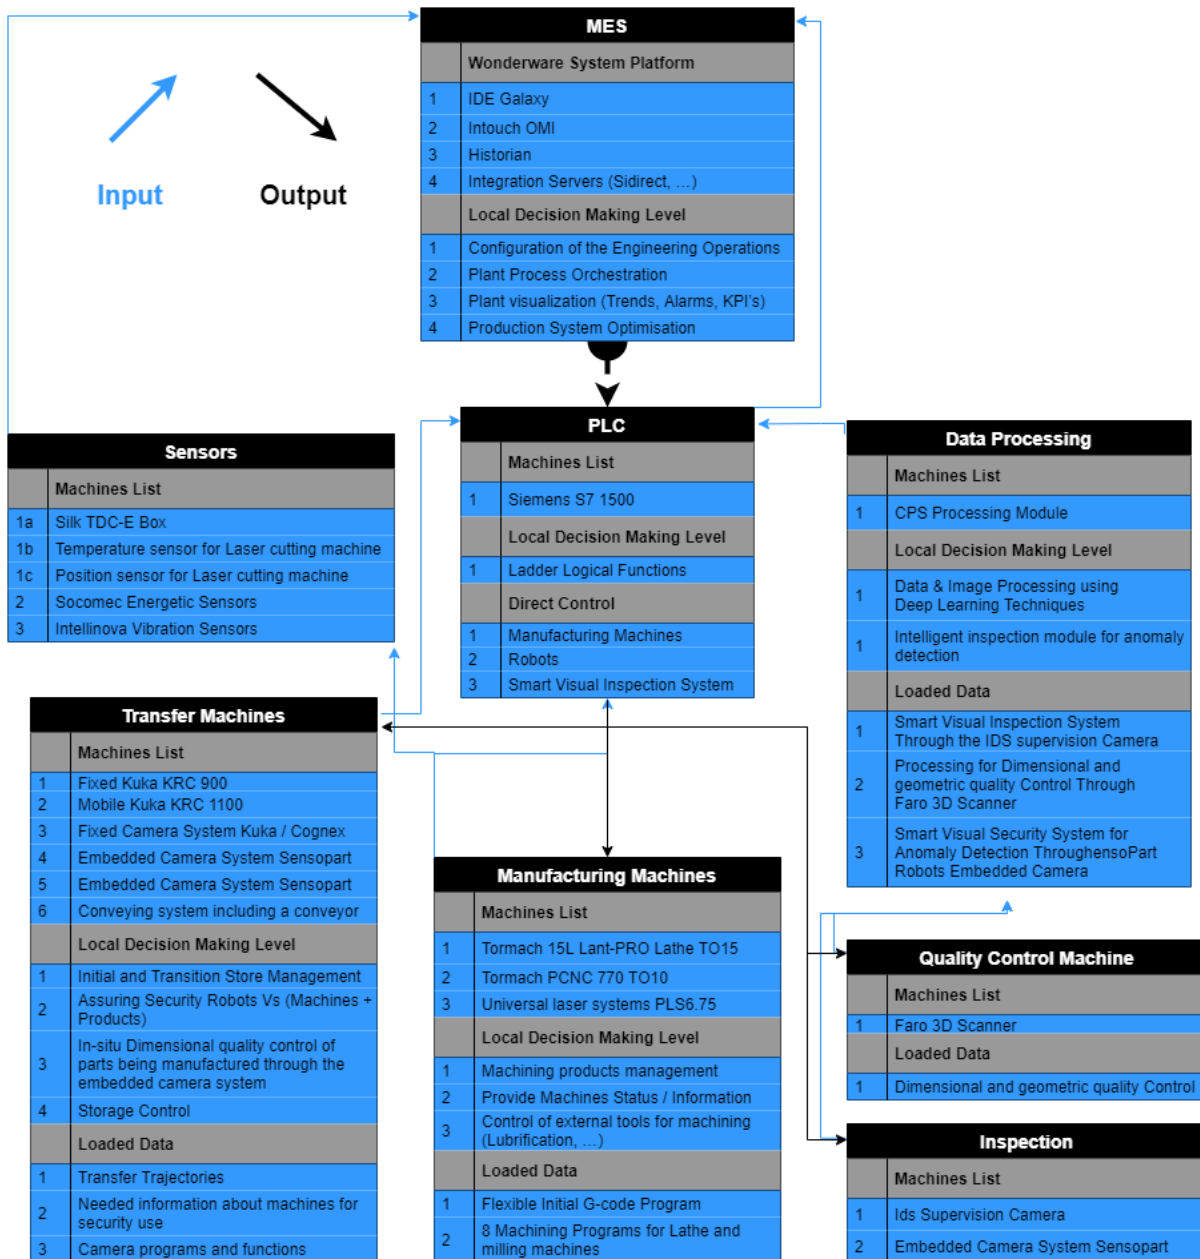 MES
Wonderware System Platform
1 IDE Galaxy
2 Intouch OMI
3 Historian
4 Integration Servers (Sidirect, ...)
Local Decision Making Level
1 Configuration of the Engineering Operations
2 Plant Process Orchestration
3 Plant visualization (Trends, Alarms, KPI's)
4 Production System Optimisation
Input
Output
Sensors
Machines List
1a Silk TDC-E Box
1b Temperature sensor for Laser cutting machine
1c Position sensor for Laser cutting machine
2 Socomec Energetic Sensors
3 Intellinova Vibration Sensors
PLC
Machines List
1 Siemens S7 1500
Local Decision Making Level
1 Ladder Logical Functions
Direct Control
1 Manufacturing Machines
2 Robots
3 Smart Visual Inspection System
Data Processing
Machines List
1 CPS Processing Module
Local Decision Making Level
1 Data & Image Processing using
Deep Learning Techniques
1 Intelligent inspection module for anomaly
detection
Loaded Data
1 Smart Visual Inspection System
Through the IDS supervision Camera
2 Processing for Dimensional and
geometric quality Control Through
Faro 3D Scanner
3 Smart Visual Security System for
Anomaly Detection ThroughensoPart
Robots Embedded Camera
Transfer Machines
Machines List
1 Fixed Kuka KRC 900
2 Mobile Kuka KRC 1100
3 Fixed Camera System Kuka / Cognex
4 Embedded Camera System Sensopart
5 Embedded Camera System Sensopart
6 Conveying system including a conveyor
Local Decision Making Level
1 Initial and Transition Store Management
2 Assuring Security Robots Vs (Machines +
Products)
3 In-situ Dimensional quality control of
parts being manufactured through the
embedded camera system
4 Storage Control
Loaded Data
1 Transfer Trajectories
2 Needed information about machines for
security use
3 Camera programs and functions
Manufacturing Machines
Machines List
1 Tormach 15L Lant-PRO Lathe TO15
2 Tormach PCNC 770 TO10
3 Universal laser systems PLS6.75
Local Decision Making Level
1 Machining products management
2 Provide Machines Status / Information
3 Control of external tools for machining
(Lubrification, ...)
Loaded Data
1 Flexible Initial G-code Program
2 8 Machining Programs for Lathe and
milling machines
Quality Control Machine
Machines List
1 Faro 3D Scanner
Loaded Data
1 Dimensional and geometric quality Control
Inspection
Machines List
1 Ids Supervision Camera
2 Embedded Camera System Sensopart